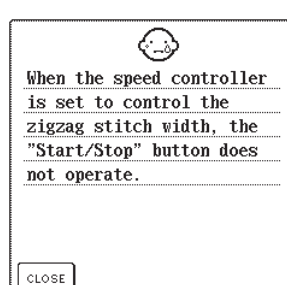 When the speed controller
is set to control the
zigzag stitch width, the
"Start/Stop" button does
not operate.
CLOSE